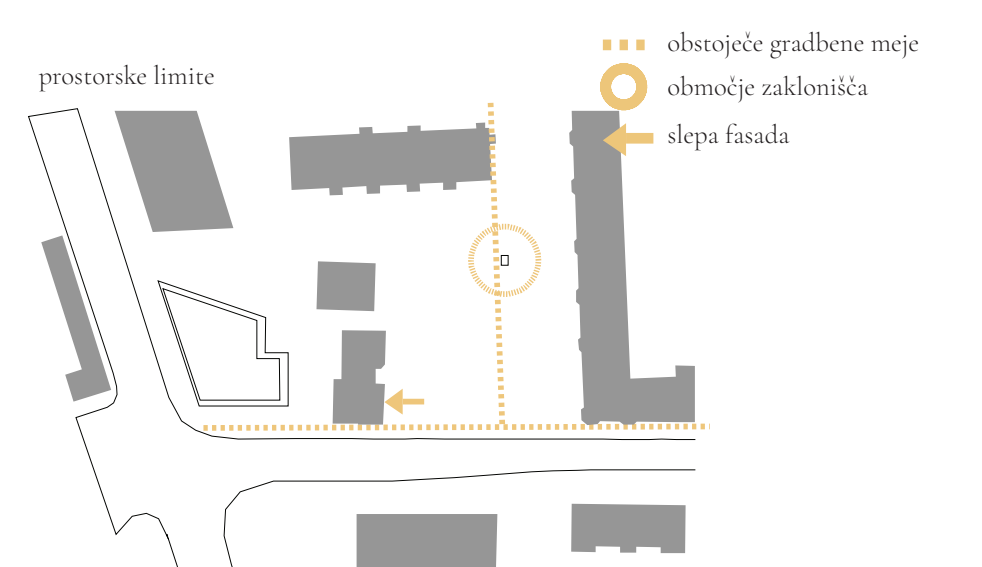 prostorske limite
obstoječe gradbene meje
območje zaklonišča
slepa fasada